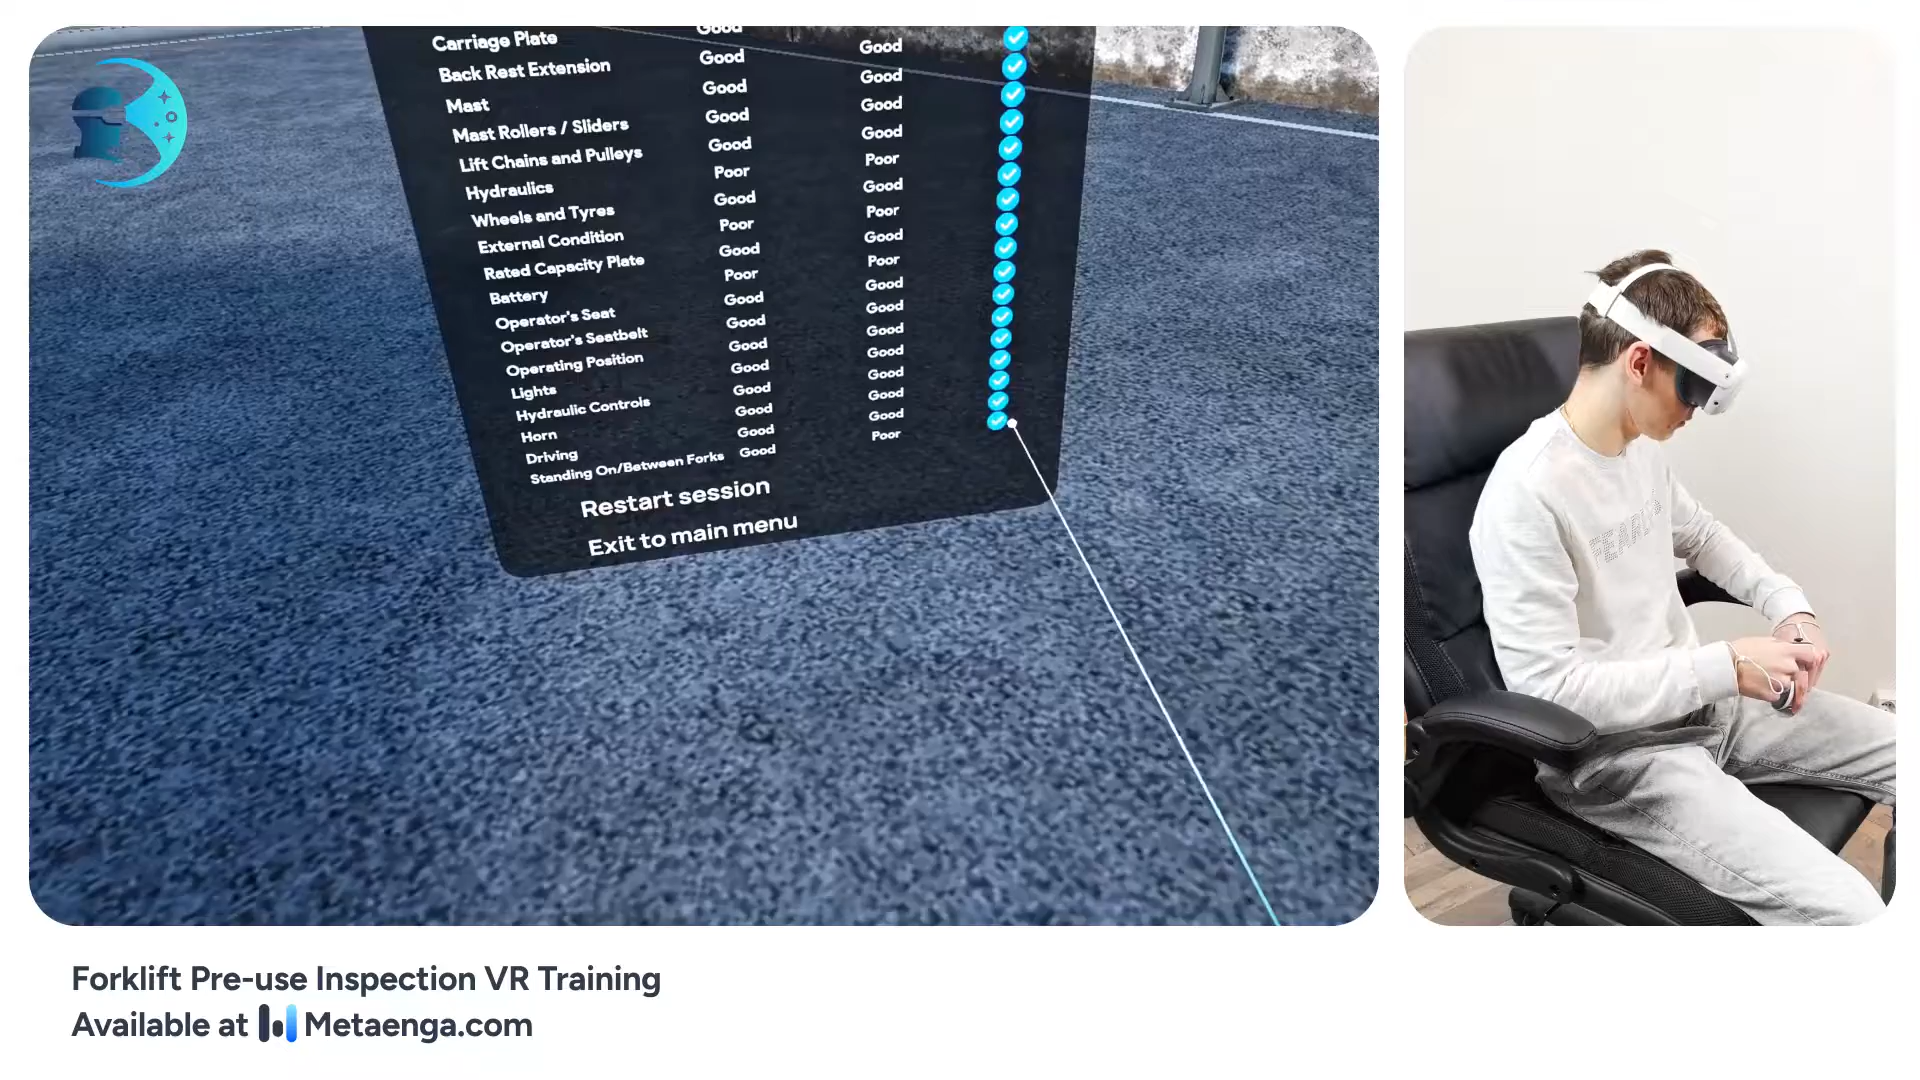 Carriage Plate Good
Back Rest Extension Good Good
Mast Good Good
Mast Rollers / Sliders Good Good
Lift Chains and Pulleys Good Good
Hydraulics Poor Poor
Wheels and Tyres Good Good
External Condition Poor Poor
Rated Capacity Plate Good Good
Battery Poor Poor
Operator's Seat Good Good
Operator's Seatbelt Good Good
Operating Position Good Good
Lights Good Good
Hydraulic Controls Good Good
Horn Good Good
Driving Good Good
Standing On/Between Forks Good Poor
Restart session
Exit to main menu
Forklift Pre-use Inspection VR Training
Available at Metaenga.com